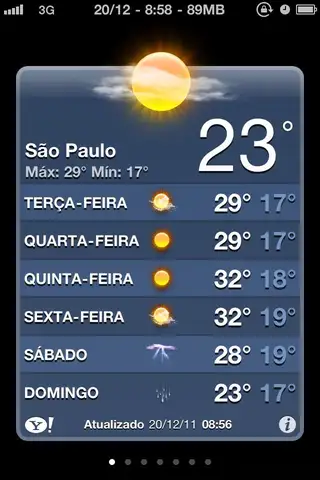 3G 20/12 - 8:58 - 89MB
23°
São Paulo
Máx: 29° Mín: 17°
TERÇA-FEIRA 29° 17°
QUARTA-FEIRA 29° 17°
QUINTA-FEIRA 32° 18°
SEXTA-FEIRA 32° 19°
SÁBADO 28° 19°
DOMINGO 23° 17°
Y! Atualizado 20/12/11 08:56 i